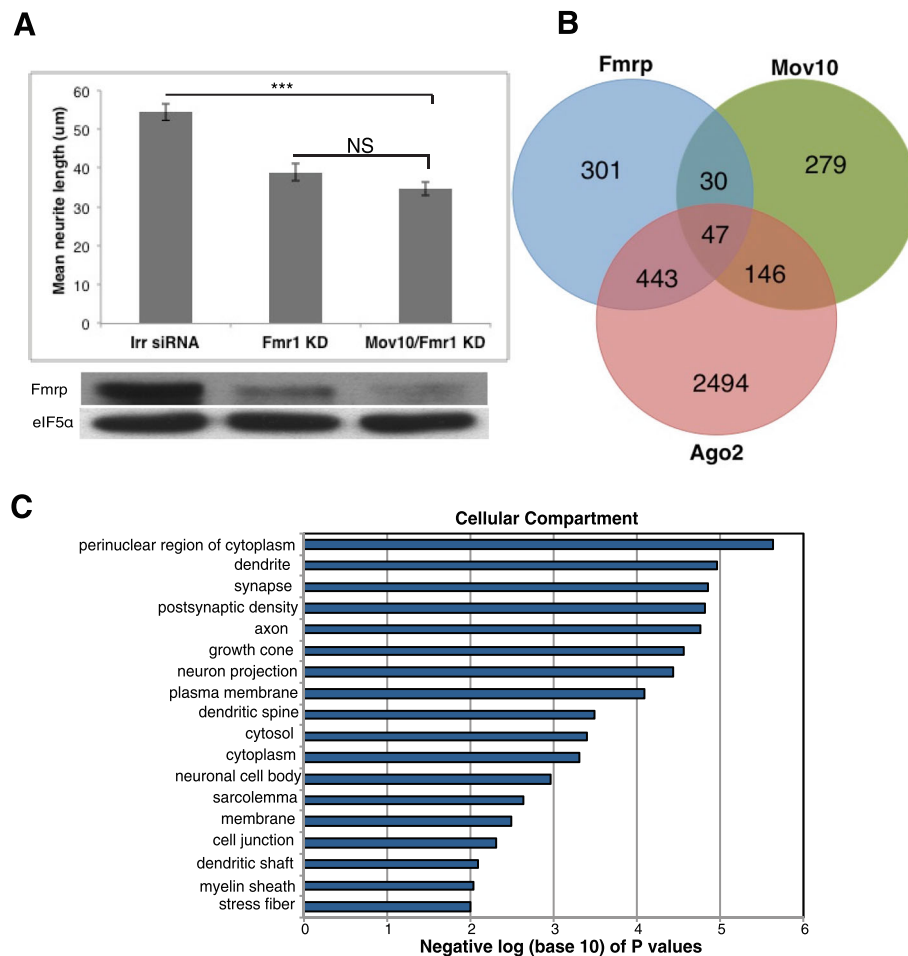 A
***
NS
Mean neurite length (um)
60
50
40
30
20
10
0
Irr siRNA Fmr1 KD Mov10/Fmr1 KD
Fmrp
eIF5α
B
Fmrp
Mov10
301
30
279
47
443
146
2494
Ago2
C
Cellular Compartment
perinuclear region of cytoplasm
dendrite
synapse
postsynaptic density
axon
growth cone
neuron projection
plasma membrane
dendritic spine
cytosol
cytoplasm
neuronal cell body
sarcolemma
membrane
cell junction
dendritic shaft
myelin sheath
stress fiber
0 1 2 3 4 5 6
Negative log (base 10) of P values